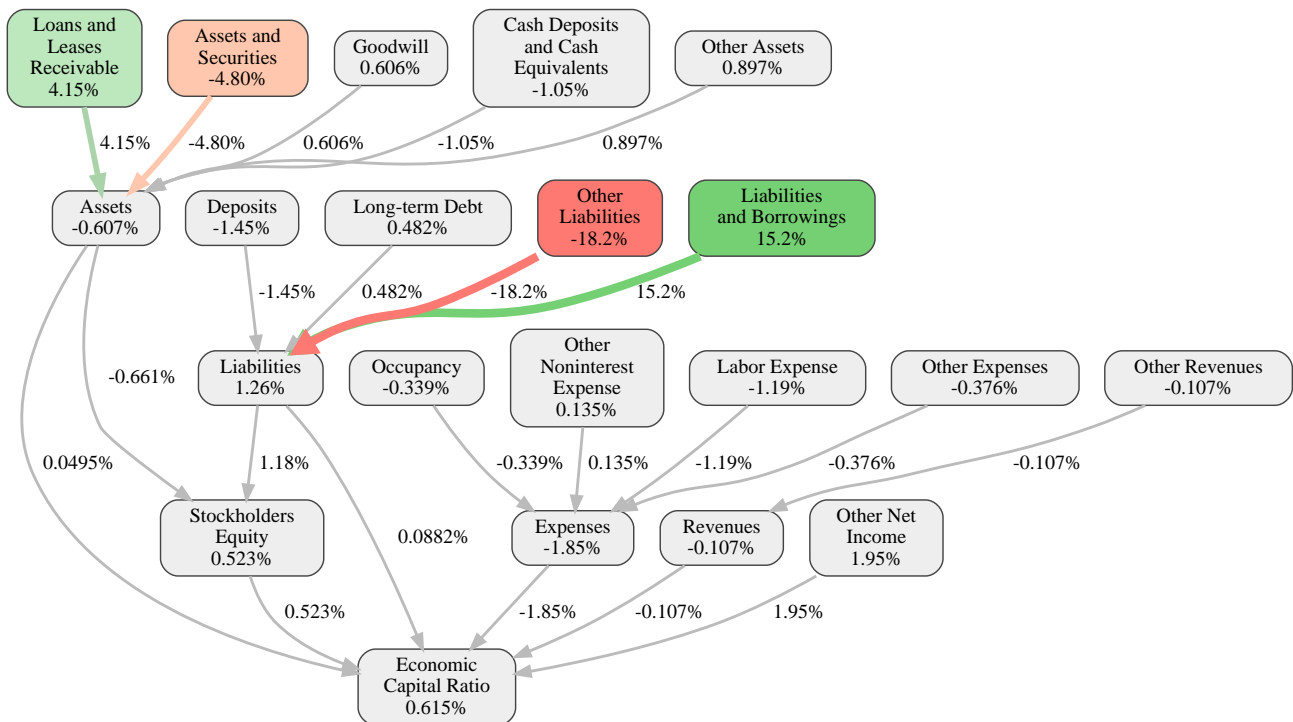 Loans and
Leases
Receivable
4.15%
Assets and
Securities
-4.80%
Goodwill
0.606%
Cash Deposits
and Cash
Equivalents
-1.05%
Other Assets
0.897%
4.15%
-4.80%
0.606%
-1.05%
0.897%
Assets
-0.607%
Deposits
-1.45%
Long-term Debt
0.482%
Other
Liabilities
-18.2%
Liabilities
and Borrowings
15.2%
-1.45%
0.482%
-18.2%
15.2%
-0.661%
Liabilities
1.26%
Occupancy
-0.339%
Other
Noninterest
Expense
0.135%
Labor Expense
-1.19%
Other Expenses
-0.376%
Other Revenues
-0.107%
0.0495%
1.18%
-0.339%
0.135%
-1.19%
-0.376%
-0.107%
Stockholders
Equity
0.523%
0.0882%
Expenses
-1.85%
Revenues
-0.107%
Other Net
Income
1.95%
0.523%
-1.85%
-0.107%
1.95%
Economic
Capital Ratio
0.615%